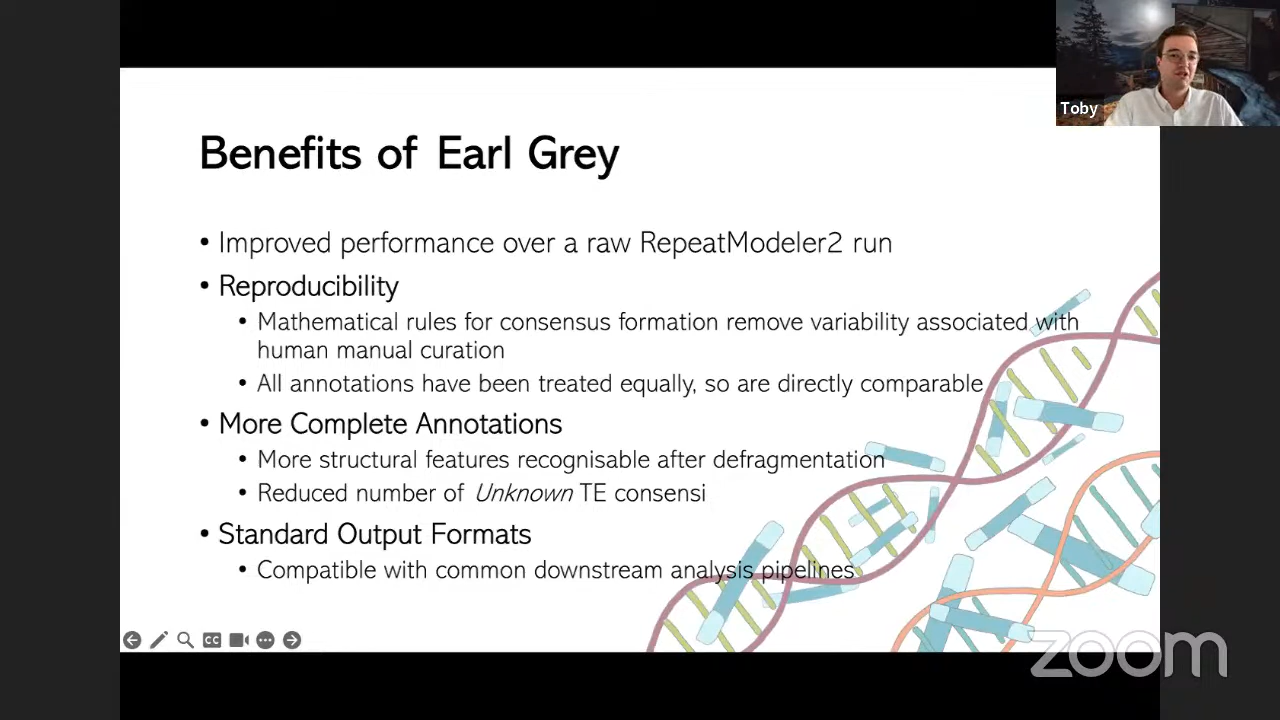 Toby
Benefits of Earl Grey
• Improved performance over a raw RepeatModeler2 run
• Reproducibility
• Mathematical rules for consensus formation remove variability associated with
human manual curation
• All annotations have been treated equally, so are directly comparable
• More Complete Annotations
• More structural features recognisable after defragmentation
• Reduced number of Unknown TE consensi
• Standard Output Formats
• Compatible with common downstream analysis pipelines
CC
zoom